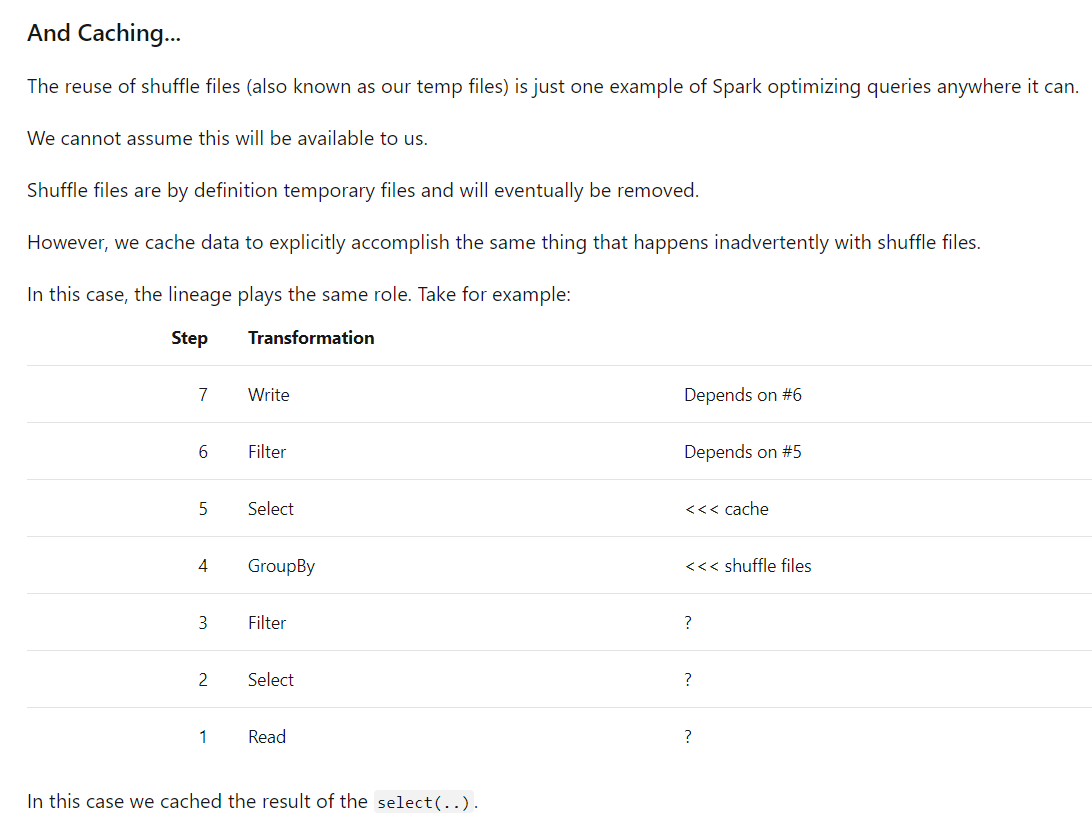 And Caching...
The reuse of shuffle files (also known as our temp files) is just one example of Spark optimizing queries anywhere it can.
We cannot assume this will be available to us.
Shuffle files are by definition temporary files and will eventually be removed.
However, we cache data to explicitly accomplish the same thing that happens inadvertently with shuffle files.
In this case, the lineage plays the same role. Take for example:
Step Transformation
7 Write Depends on #6
6 Filter Depends on #5
5 Select <<< cache
4 GroupBy <<< shuffle files
3 Filter ?
2 Select ?
1 Read ?
In this case we cached the result of the select(..).